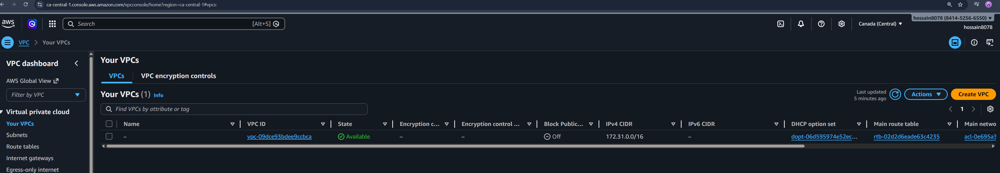 ca-central-1.console.aws.amazon.com/vpcconsole/home?region=ca-central-1#vpcs:
aws
Search
[Alt+S]
Canada (Central)
hossain8078 (8414-5256-6550)
hossain8078
VPC
Your VPCs
VPC dashboard
AWS Global View
Filter by VPC
Virtual private cloud
Your VPCs
Subnets
Route tables
Internet gateways
Egress-only internet
Your VPCs
VPCs VPC encryption controls
Your VPCs (1) Info
Last updated
5 minutes ago
Actions
Create VPC
Find VPCs by attribute or tag
1
Name VPC ID State Encryption c... Encryption control ... Block Public... IPv4 CIDR IPv6 CIDR DHCP option set Main route table Main netwo
– vpc-09dce93bdee9ccbca Available – – Off 172.31.0.0/16 – dopt-06d595974e52ec... rtb-02d2d6eade63c4235 acl-0e695a3